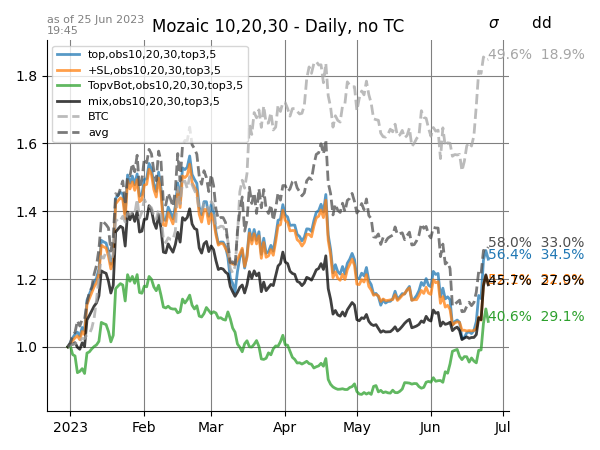 as of 25 Jun 2023
19:45
Mozaic 10,20,30 - Daily, no TC
σ dd
top,obs10,20,30,top3,5
+SL,obs10,20,30,top3,5
TopvBot,obs10,20,30,top3,5
mix,obs10,20,30,top3,5
BTC
avg
49.6% 18.9%
58.0% 33.0%
56.4% 34.5%
45.7% 27.9%
40.6% 29.1%
1.8
1.6
1.4
1.2
1.0
2023 Feb Mar Apr May Jun Jul